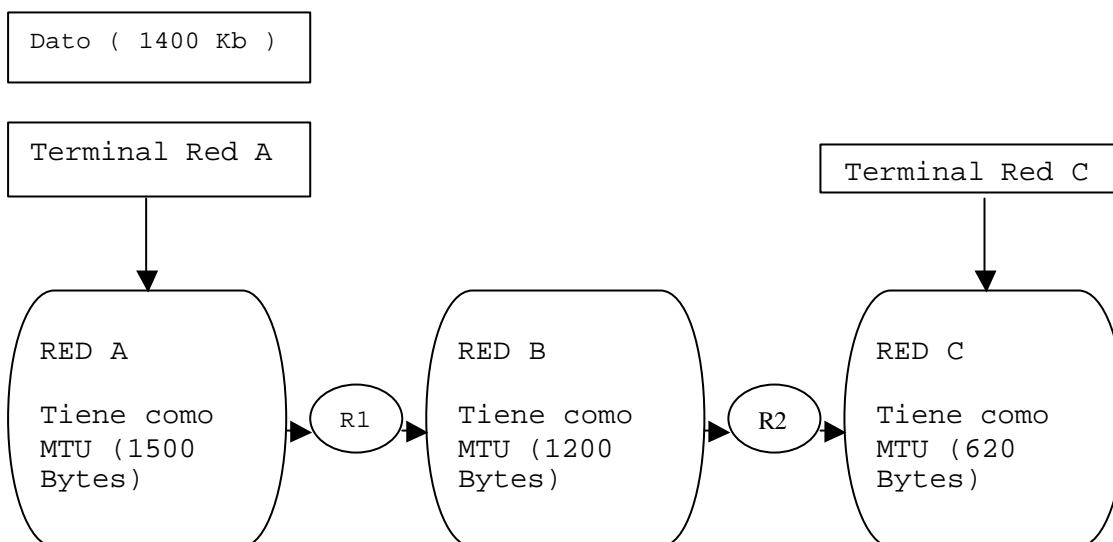 Dato ( 1400 Kb )
Terminal Red A
Terminal Red C
RED A
Tiene como
MTU (1500
Bytes)
R1
RED B
Tiene como
MTU (1200
Bytes)
R2
RED C
Tiene como
MTU (620
Bytes)